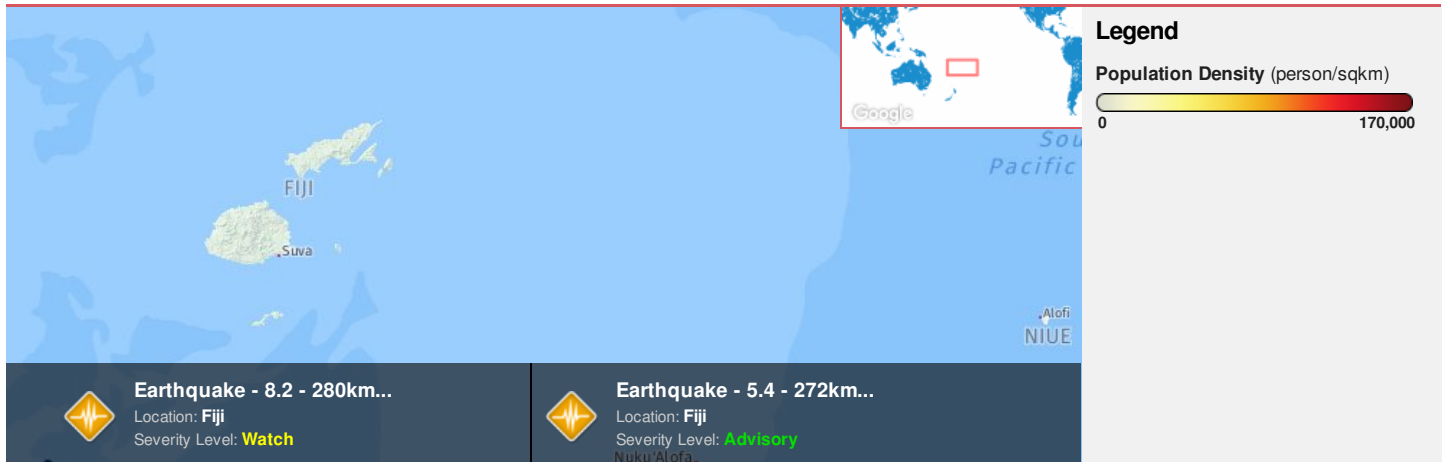 Google
Sou
Pacific
FIJI
Suva
Alofi
NIUE
Legend
Population Density (person/sqkm)
0 170,000
Earthquake - 8.2 - 280km...
Location: Fiji
Severity Level: Watch
Earthquake - 5.4 - 272km...
Location: Fiji
Severity Level: Advisory
Nuku'Alofa